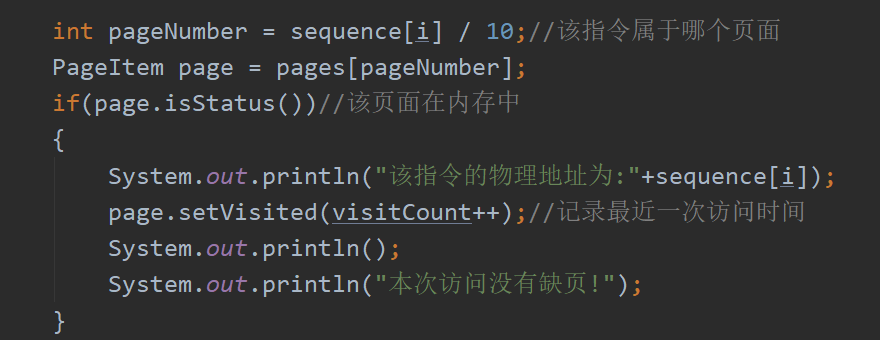 int pageNumber = sequence[i] / 10;//该指令属于哪个页面
PageItem page = pages[pageNumber];
if(page.isStatus())//该页面在内存中
{
System.out.println("该指令的物理地址为:"+sequence[i]);
page.setVisited(visitCount++);//记录最近一次访问时间
System.out.println();
System.out.println("本次访问没有缺页!");
}